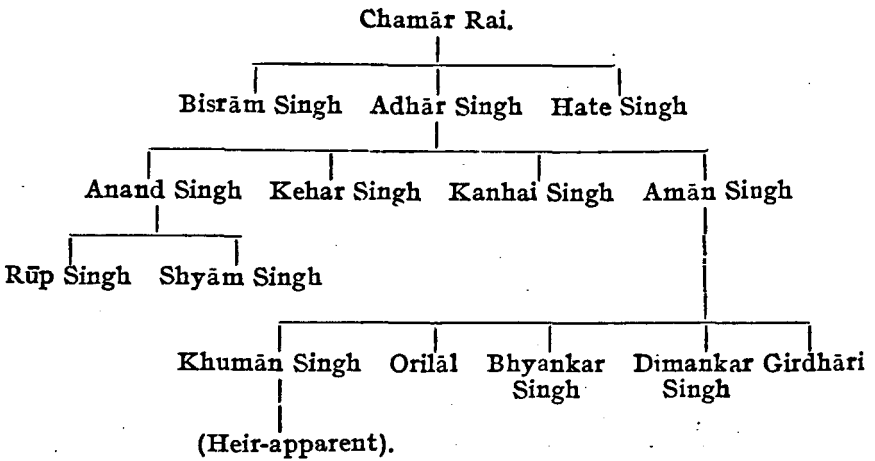 Chamār Rai.
Bisrām Singh Adhār Singh Hate Singh
Anand Singh Kehar Singh Kanhai Singh Amān Singh
Rūp Singh Shyām Singh
Khumān Singh Orilāl Bhyankar Singh Dimankar Singh Girdhāri
(Heir-apparent).